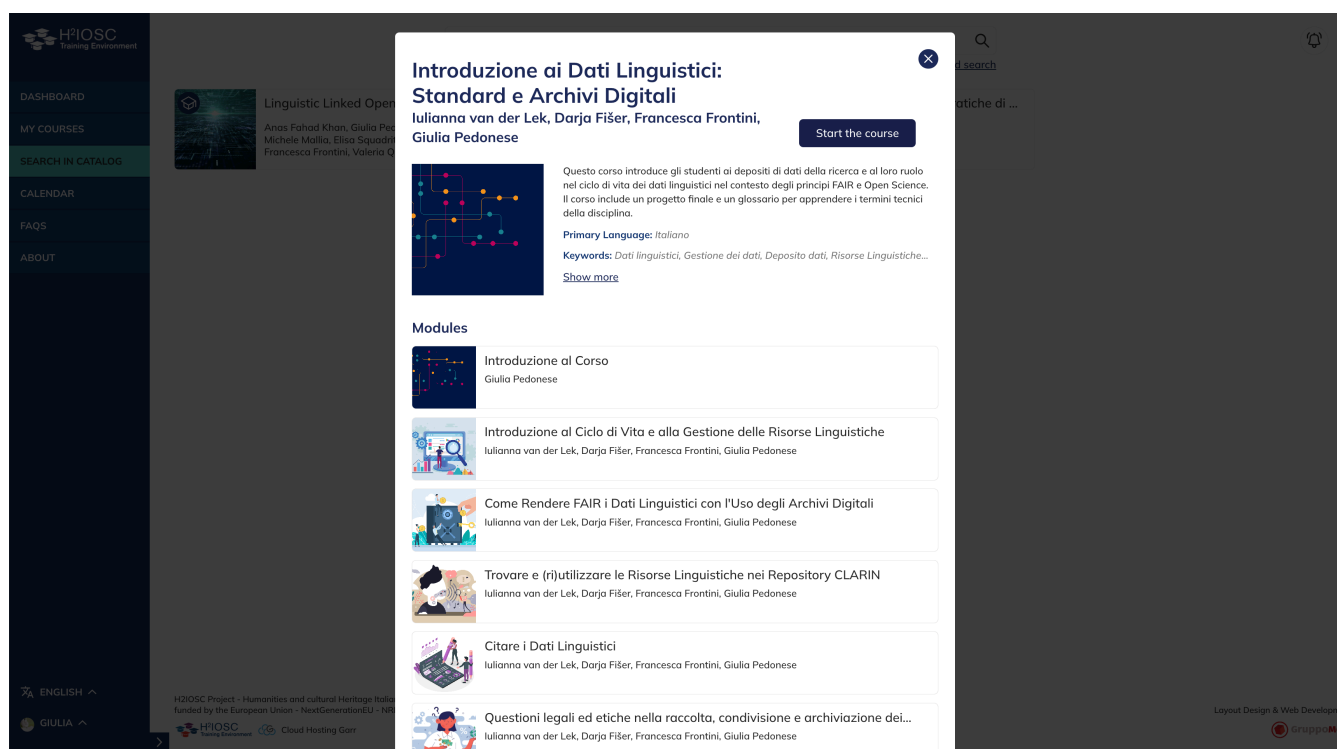 H²IOSC
Training Environment
DASHBOARD
MY COURSES
SEARCH IN CATALOG
CALENDAR
FAQS
ABOUT
ENGLISH
GIULIA
d search
Linguistic Linked Open
Anas Fahad Khan, Giulia Ped
Michele Mallia, Elisa Squadri
Francesca Frontini, Valeria Q
atiche di ...
Introduzione ai Dati Linguistici:
Standard e Archivi Digitali
Iulianna van der Lek, Darja Fišer, Francesca Frontini,
Giulia Pedonese
Start the course
Questo corso introduce gli studenti ai depositi di dati della ricerca e al loro ruolo
nel ciclo di vita dei dati linguistici nel contesto degli principi FAIR e Open Science.
Il corso include un progetto finale e un glossario per apprendere i termini tecnici
della disciplina.
Primary Language: Italiano
Keywords: Dati linguistici, Gestione dei dati, Deposito dati, Risorse Linguistiche...
Show more
Modules
Introduzione al Corso
Giulia Pedonese
Introduzione al Ciclo di Vita e alla Gestione delle Risorse Linguistiche
Iulianna van der Lek, Darja Fišer, Francesca Frontini, Giulia Pedonese
Come Rendere FAIR i Dati Linguistici con l'Uso degli Archivi Digitali
Iulianna van der Lek, Darja Fišer, Francesca Frontini, Giulia Pedonese
Trovare e (ri)utilizzare le Risorse Linguistiche nei Repository CLARIN
Iulianna van der Lek, Darja Fišer, Francesca Frontini, Giulia Pedonese
Citare i Dati Linguistici
Iulianna van der Lek, Darja Fišer, Francesca Frontini, Giulia Pedonese
Questioni legali ed etiche nella raccolta, condivisione e archiviazione dei...
Iulianna van der Lek, Darja Fišer, Francesca Frontini, Giulia Pedonese
H2IOSC Project - Humanities and cultural Heritage Italia
funded by the European Union - NextGenerationEU - NR
H²IOSC
Training Environment
Cloud Hosting Garr
Layout Design & Web Develop
Gruppo